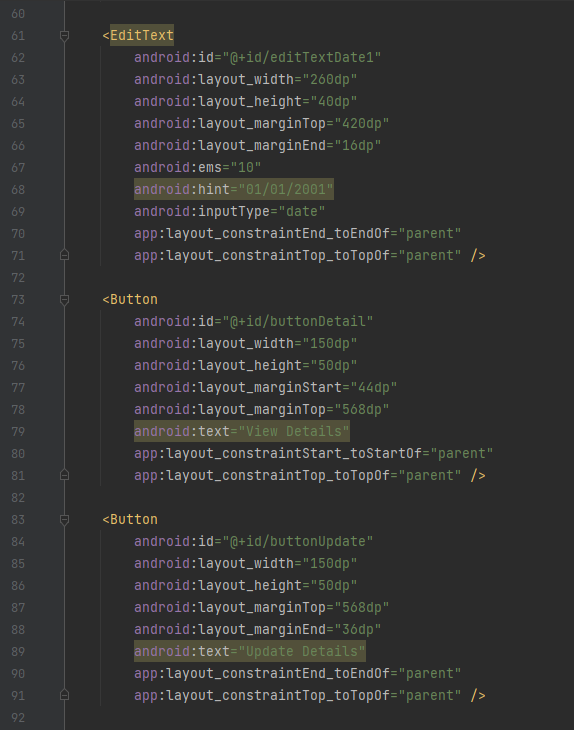 60
61 <EditText
62 android:id="@+id/editTextDate1"
63 android:layout_width="260dp"
64 android:layout_height="40dp"
65 android:layout_marginTop="420dp"
66 android:layout_marginEnd="16dp"
67 android:ems="10"
68 android:hint="01/01/2001"
69 android:inputType="date"
70 app:layout_constraintEnd_toEndOf="parent"
71 app:layout_constraintTop_toTopOf="parent" />
72
73 <Button
74 android:id="@+id/buttonDetail"
75 android:layout_width="150dp"
76 android:layout_height="50dp"
77 android:layout_marginStart="44dp"
78 android:layout_marginTop="568dp"
79 android:text="View Details"
80 app:layout_constraintStart_toStartOf="parent"
81 app:layout_constraintTop_toTopOf="parent" />
82
83 <Button
84 android:id="@+id/buttonUpdate"
85 android:layout_width="150dp"
86 android:layout_height="50dp"
87 android:layout_marginTop="568dp"
88 android:layout_marginEnd="36dp"
89 android:text="Update Details"
90 app:layout_constraintEnd_toEndOf="parent"
91 app:layout_constraintTop_toTopOf="parent" />
92